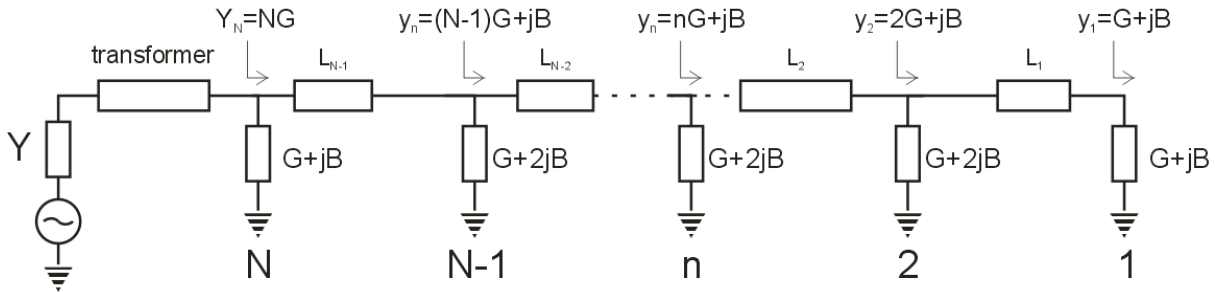 Y_N=NG
y_n=(N-1)G+jB
y_n=nG+jB
y_2=2G+jB
y_1=G+jB
transformer
L_N-1
L_N-2
L_2
L_1
Y
G+jB
G+2jB
G+2jB
G+2jB
G+jB
N
N-1
n
2
1